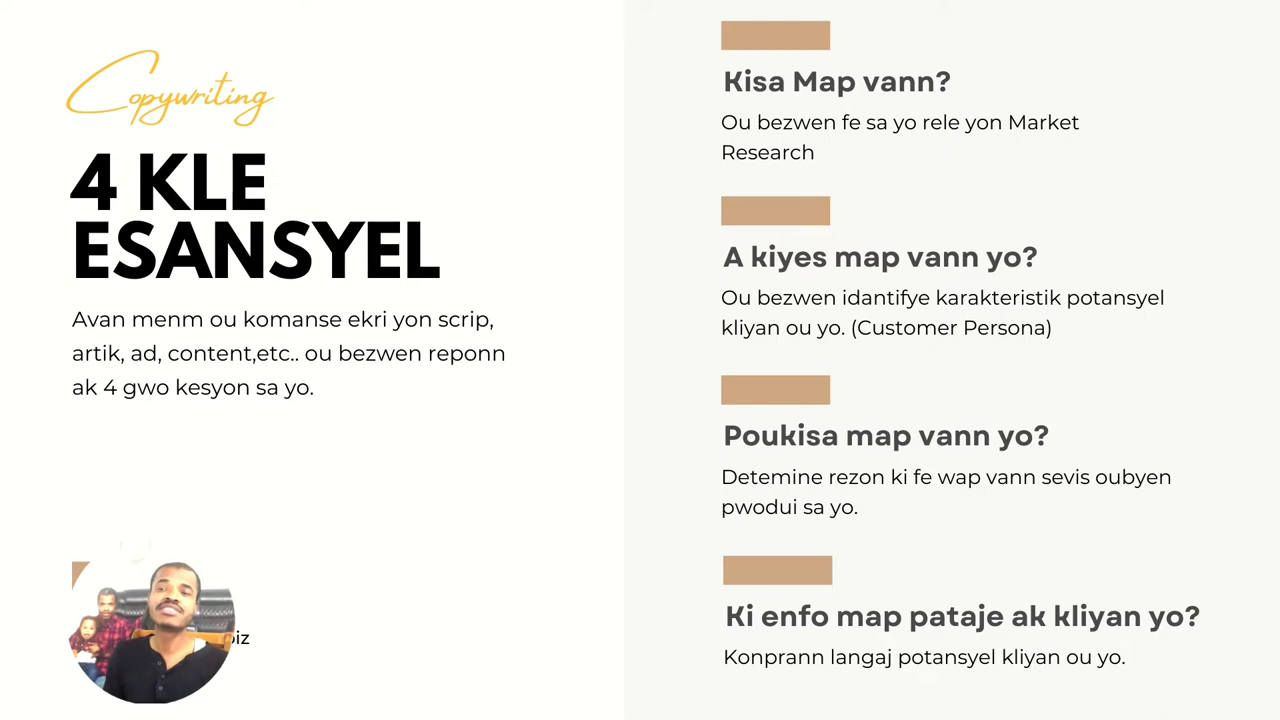 Copywriting
4 KLE
ESANSYEL
Avan menm ou komanse ekri yon scrip,
artik, ad, content,etc.. ou bezwen reponn
ak 4 gwo kesyon sa yo.
Kisa Map vann?
Ou bezwen fe sa yo rele yon Market
Research
A kiyes map vann yo?
Ou bezwen idantifye karakteristik potansyel
kliyan ou yo. (Customer Persona)
Poukisa map vann yo?
Detemine rezon ki fe wap vann sevis oubyen
pwodui sa yo.
Ki enfo map pataje ak kliyan yo?
Konprann langaj potansyel kliyan ou yo.